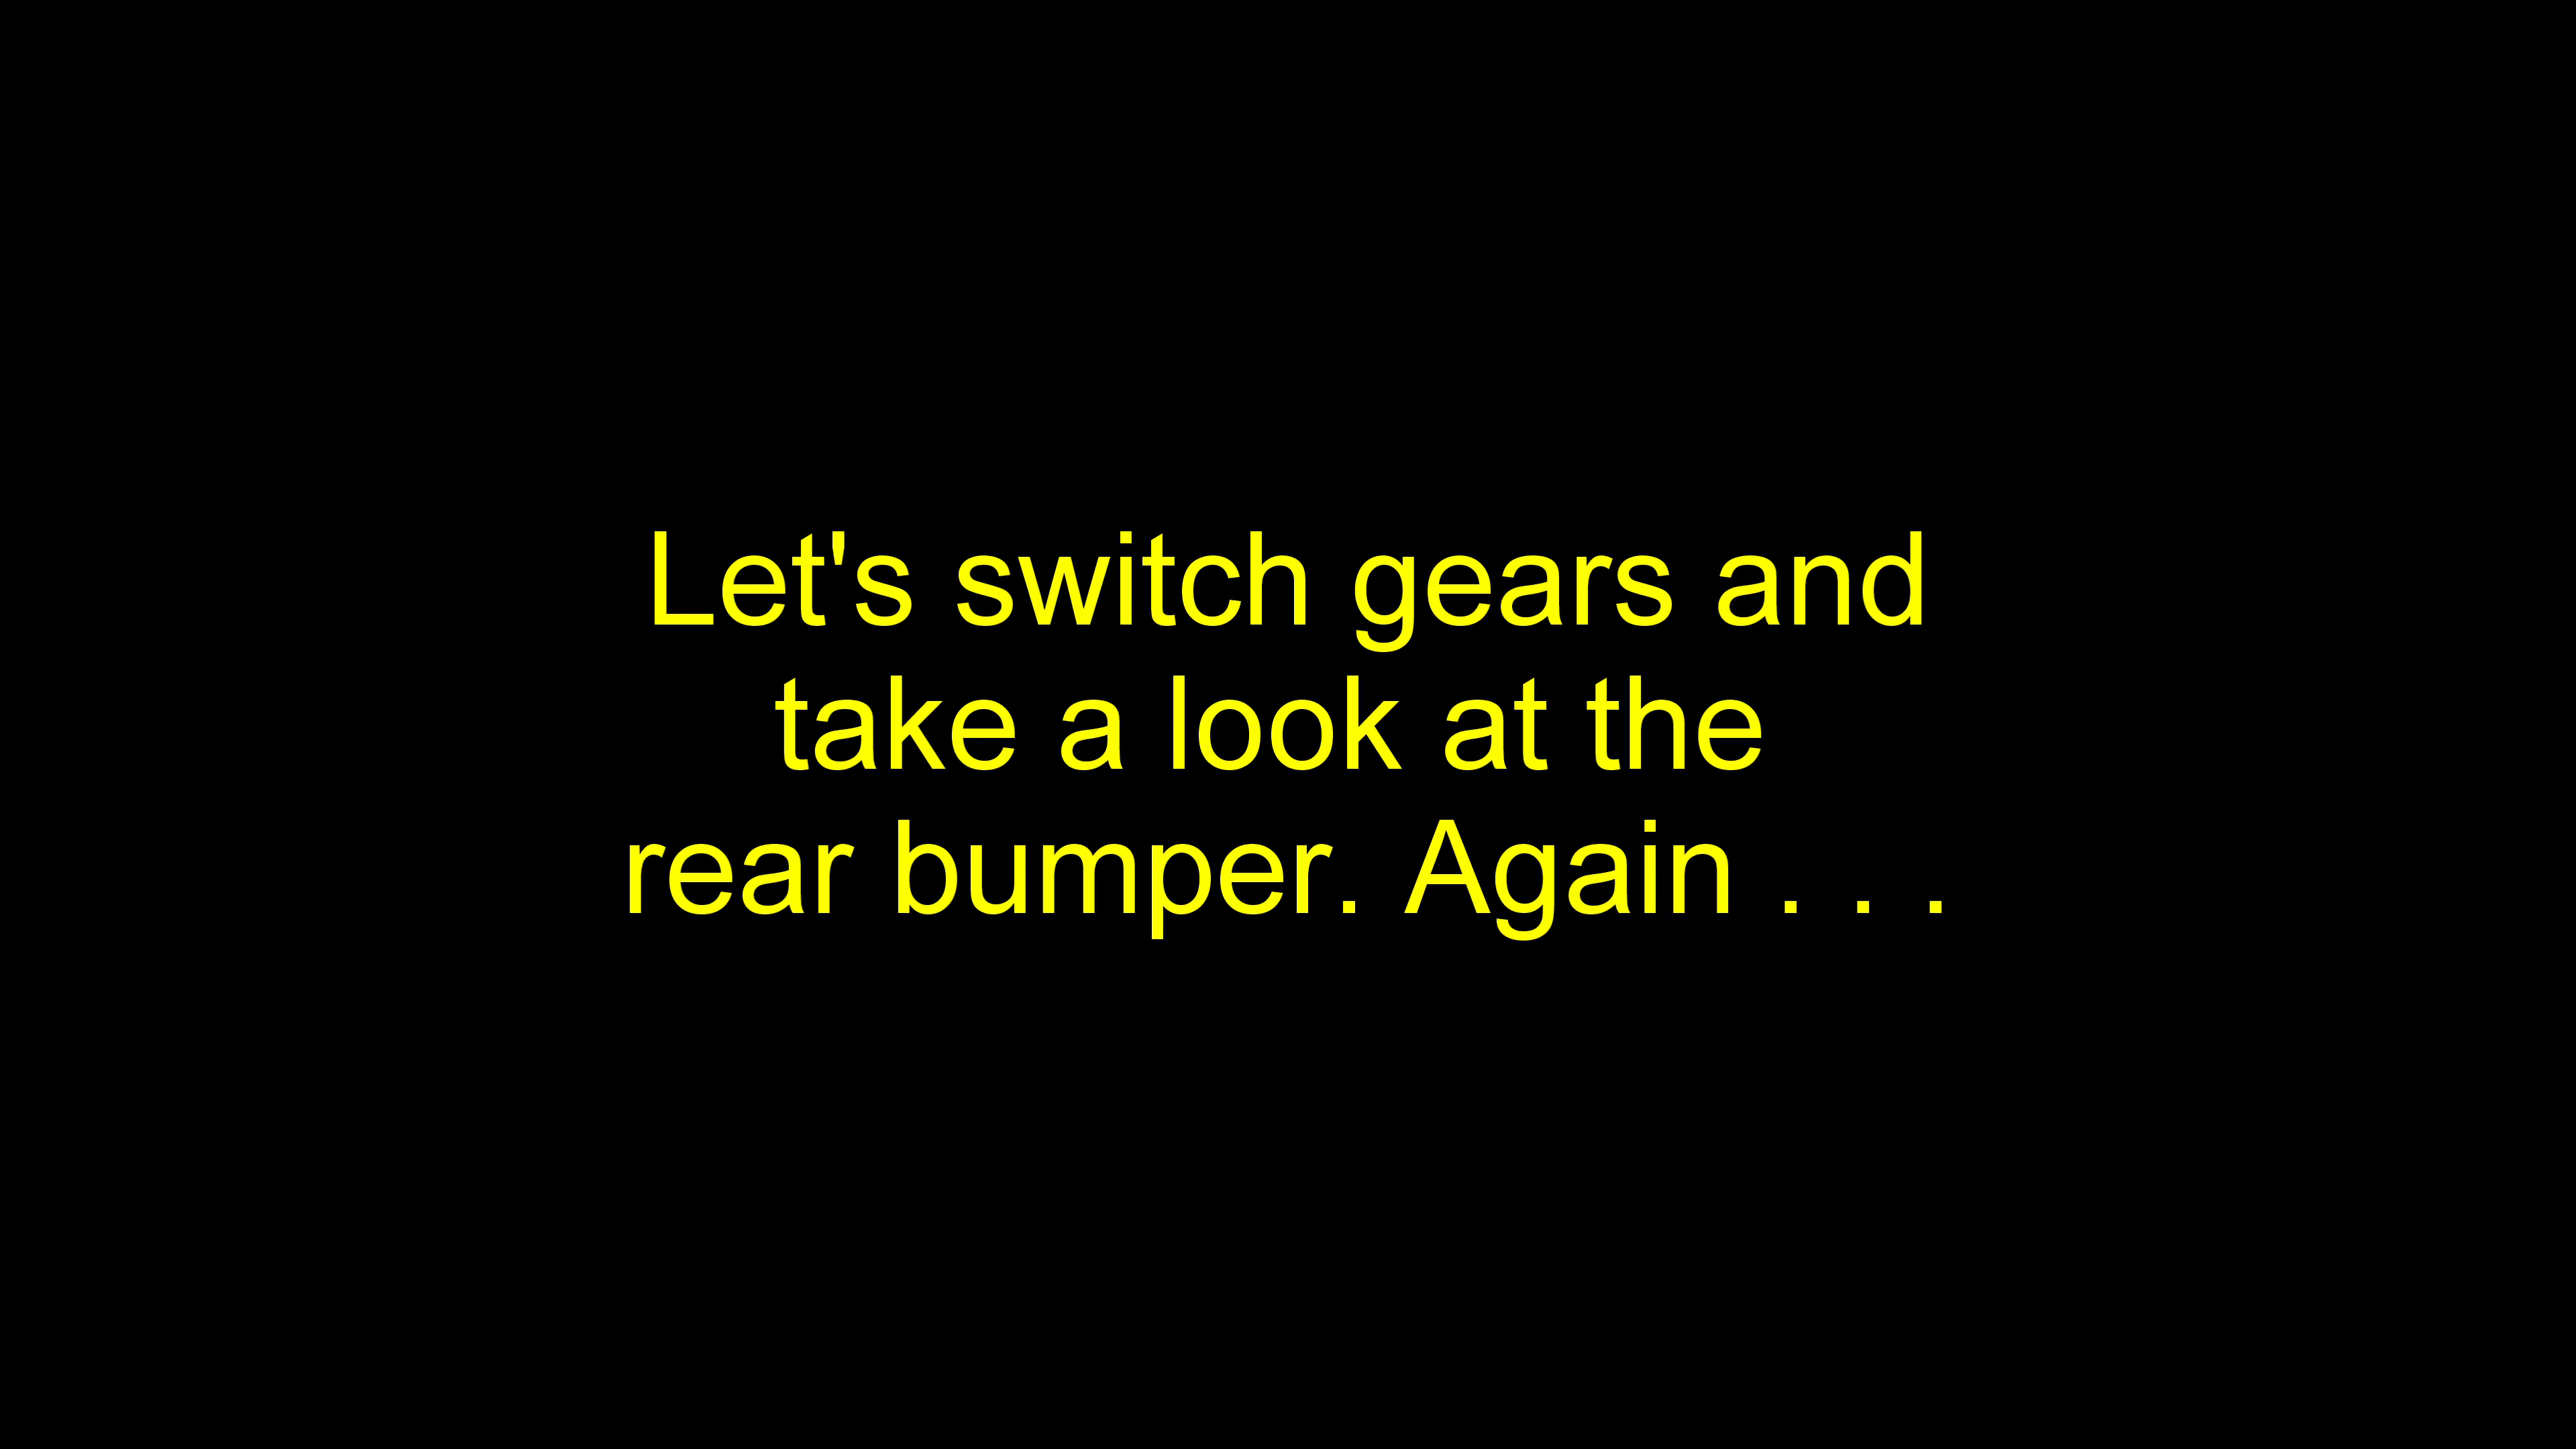 Let's switch gears and
take a look at the
rear bumper. Again . . .